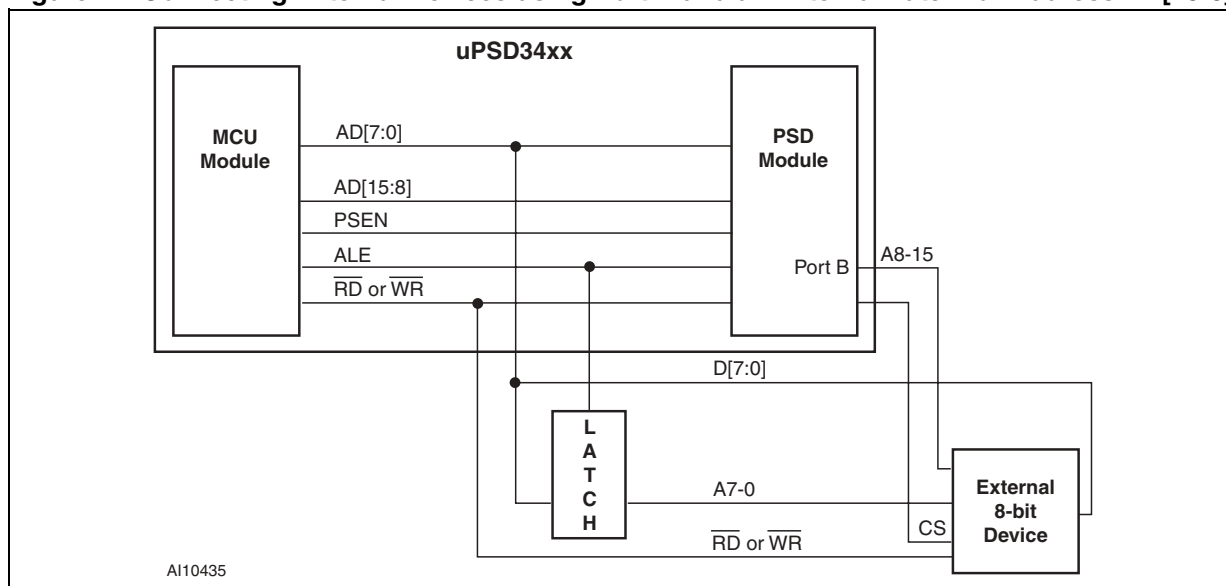 uPSD34xx
MCU
Module
PSD
Module
AD[7:0]
AD[15:8]
PSEN
ALE
RD or WR
Port B
A8-15
D[7:0]
L
A
T
C
H
A7-0
RD or WR
CS
External
8-bit
Device
AI10435